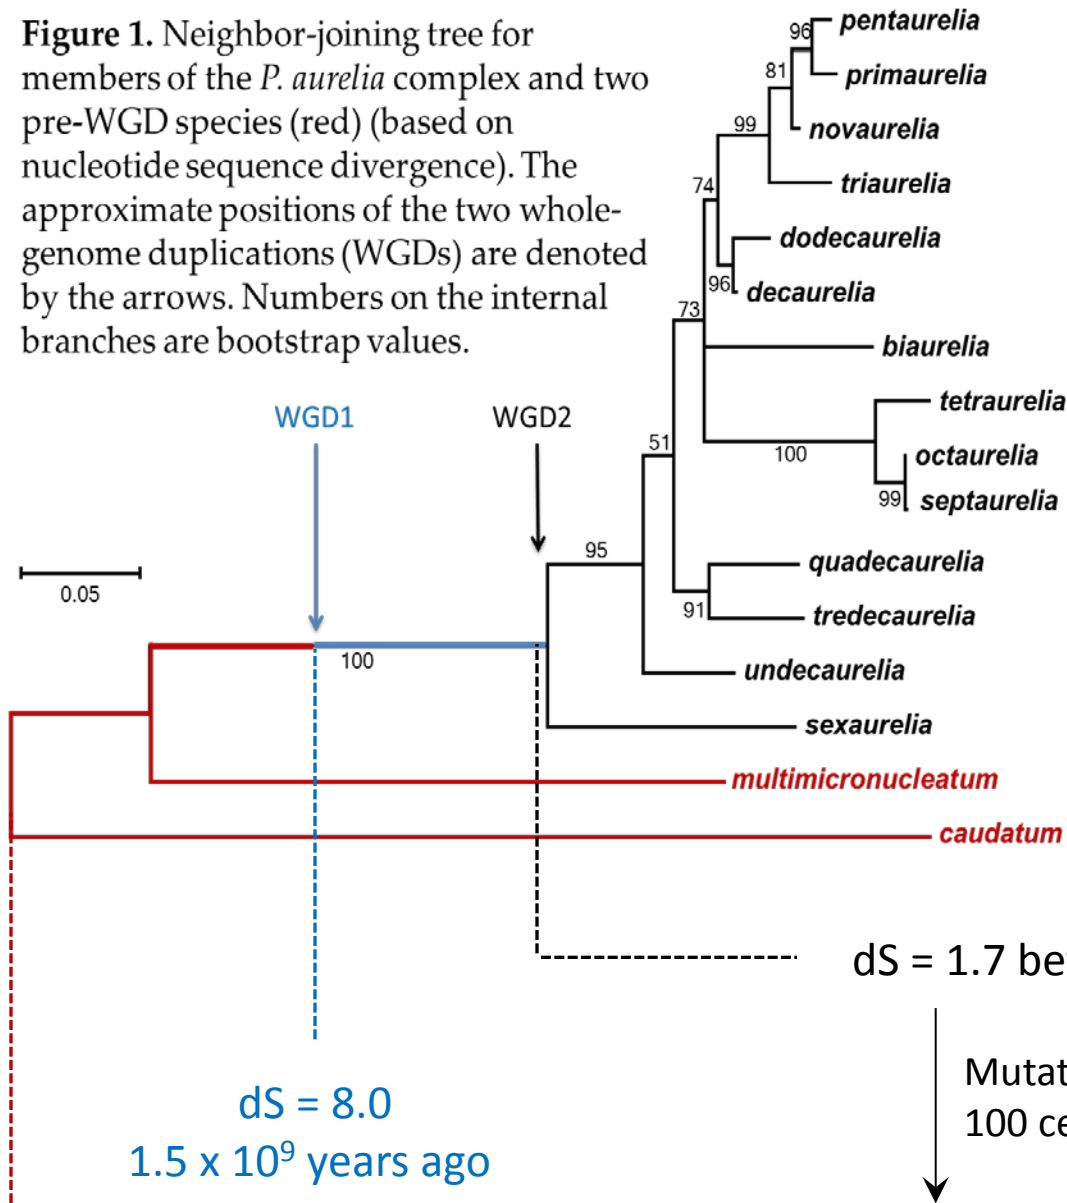 Figure 1. Neighbor-joining tree for
members of the P. aurelia complex and two
pre-WGD species (red) (based on
nucleotide sequence divergence). The
approximate positions of the two whole-
genome duplications (WGDs) are denoted
by the arrows. Numbers on the internal
branches are bootstrap values.
96
pentaurelia
81
primaurelia
99
novaurelia
74
triaurelia
dodecaurelia
96
decaurelia
73
biaurelia
WGD1
WGD2
tetraurelia
51
100
octaurelia
99
septaurelia
95
quadecaurelia
0.05
91
tredecaurelia
100
undecaurelia
sexaurelia
multimicronucleatum
caudatum
dS = 1.7
dS = 8.0
1.5 x 10⁹ years ago
100